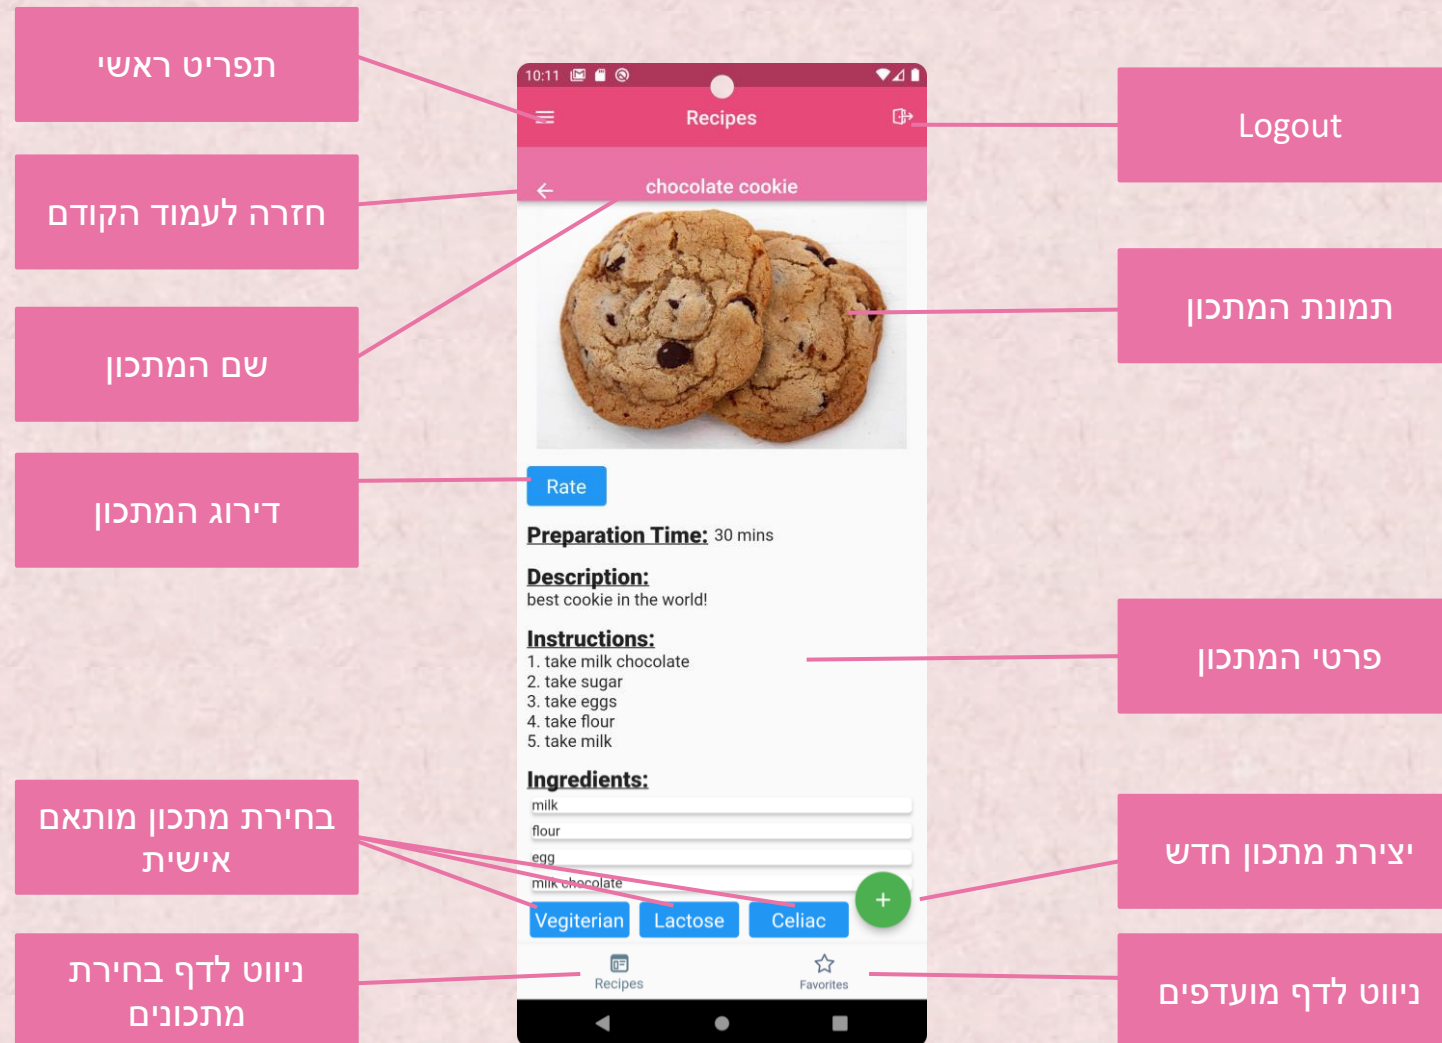 תפריט ראשי
חזרה לעמוד הקודם
שם המתכון
דירוג המתכון
בחירת מתכון מותאם
אישית
ניווט לדף בחירת
מתכונים
10:11
Recipes
chocolate cookie
Rate
Preparation Time: 30 mins
Description:
best cookie in the world!
Instructions:
1. take milk chocolate
2. take sugar
3. take eggs
4. take flour
5. take milk
Ingredients:
milk
flour
egg
milk chocolate
Vegiterian Lactose Celiac
+
Recipes Favorites
Logout
תמונת המתכון
פרטי המתכון
יצירת מתכון חדש
ניווט לדף מועדפים